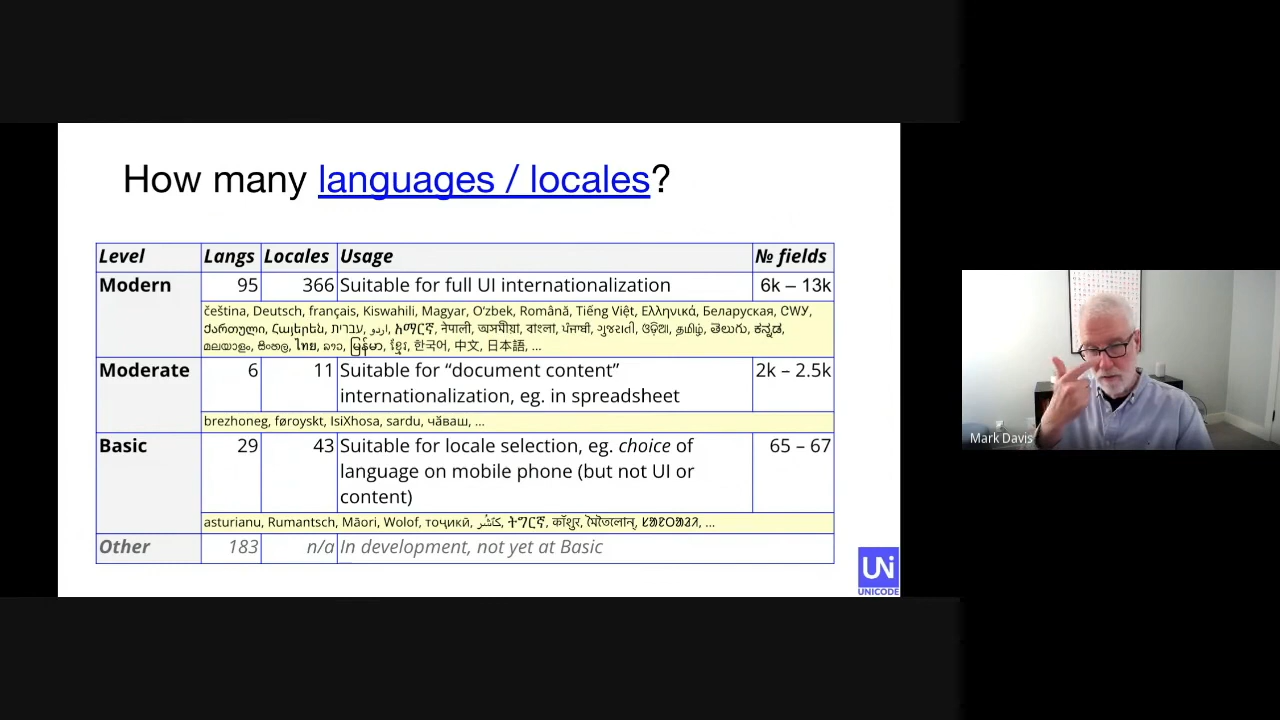 How many languages / locales?
Level Langs Locales Usage № fields
Modern 95 366 Suitable for full UI internationalization 6k – 13k
čeština, Deutsch, français, Kiswahili, Magyar, O‘zbek, Română, Tiếng Việt, Ελληνικά, Беларуская, ᏣᎳᎩ,
ქართული, Հայերեն, עברית, اردو, አማርኛ, नेपाली, অসমীয়া, বাংলা, ਪੰਜਾਬੀ, ગુજરાતી, ଓଡ଼ିଆ, தமிழ், తెలుగు, ಕನ್ನಡ,
മലയാളം, සිංහල, ไทย, ລາວ, မြန်မာ, ខ្មែរ, 한국어, 中文, 日本語, …
Moderate 6 11 Suitable for “document content”
internationalization, eg. in spreadsheet 2k – 2.5k
brezhoneg, føroyskt, IsiXhosa, sardu, чӑваш, …
Basic 29 43 Suitable for locale selection, eg. choice of 65 – 67
language on mobile phone (but not UI or
content)
asturianu, Rumantsch, Māori, Wolof, тоҷикӣ, کٲشُر, ትግርኛ, कॉशुर, মৈতৈলোন্, …
Other 183 n/a In development, not yet at Basic
UNi
UNICODE
Mark Davis